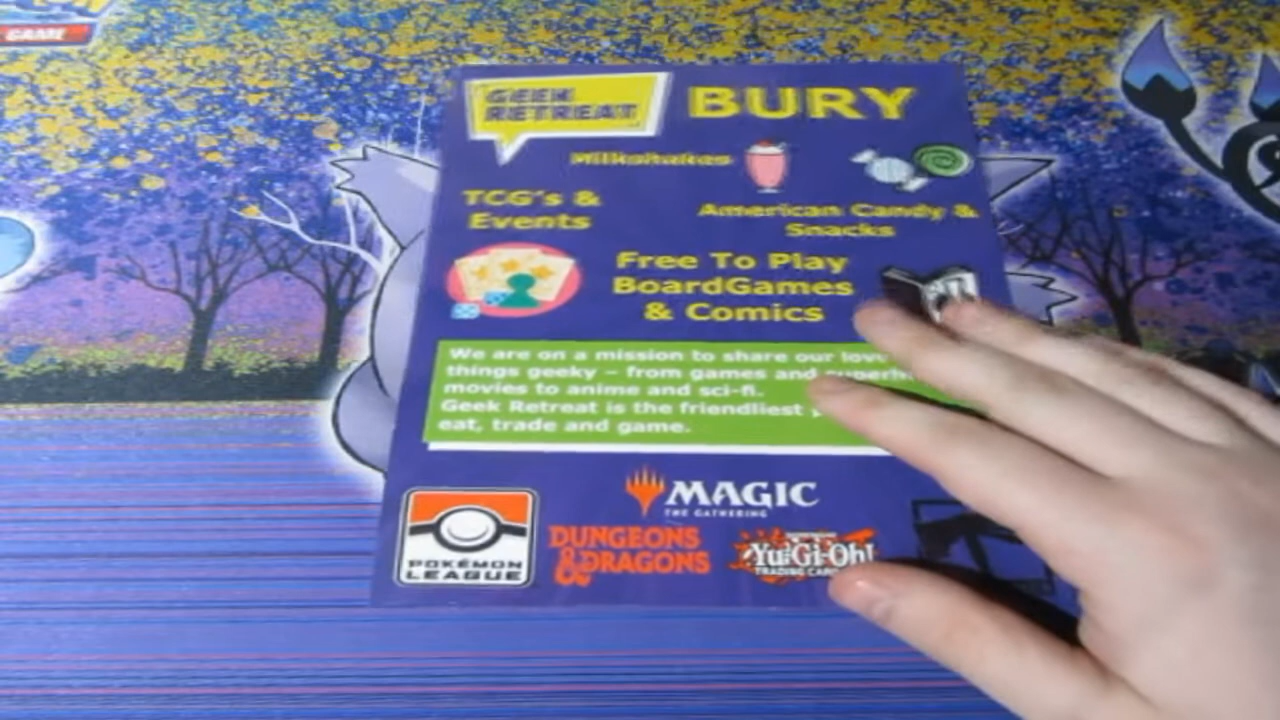 GAME
GEEK
RETREAT
BURY
Milkshakes
TCG's &
Events
American Candy &
Snacks
Free To Play
BoardGames
& Comics
We are on a mission to share our love
things geeky – from games and
movies to anime and sci-fi.
Geek Retreat is the friendliest
eat, trade and game.
MAGIC
THE GATHERING
POKÉMON
LEAGUE
DUNGEONS
& DRAGONS
Yu-Gi-Oh!
TRADING CARD